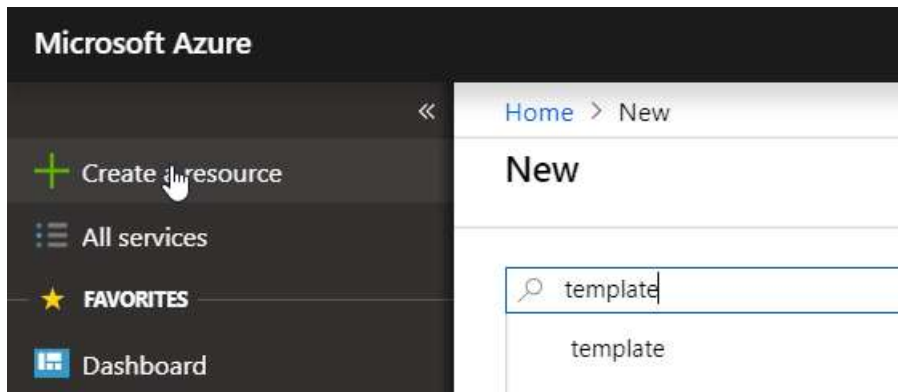 Microsoft Azure
«
Home > New
Create a resource
New
All services
template
FAVORITES
template
Dashboard